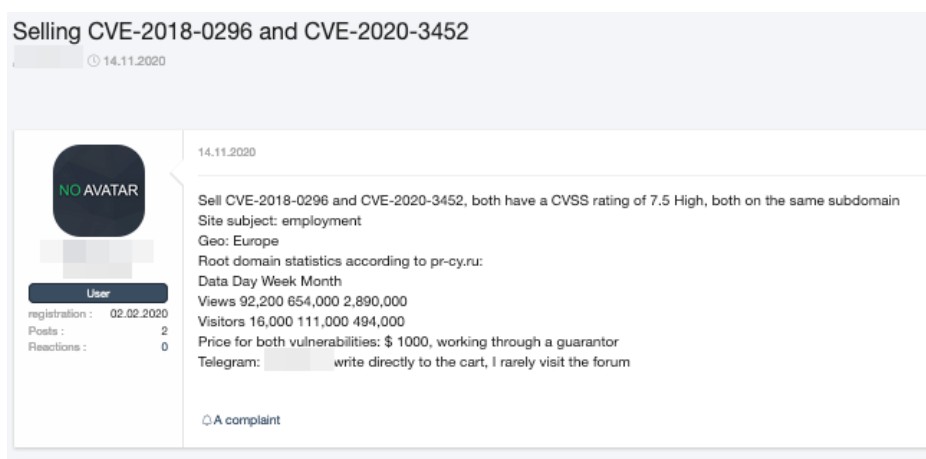 Selling CVE-2018-0296 and CVE-2020-3452
14.11.2020
NO AVATAR
User
registration : 02.02.2020
Posts : 2
Reactions : 0
14.11.2020
Sell CVE-2018-0296 and CVE-2020-3452, both have a CVSS rating of 7.5 High, both on the same subdomain
Site subject: employment
Geo: Europe
Root domain statistics according to pr-cy.ru:
Data Day Week Month
Views 92,200 654,000 2,890,000
Visitors 16,000 111,000 494,000
Price for both vulnerabilities: $ 1000, working through a guarantor
Telegram: write directly to the cart, I rarely visit the forum
A complaint